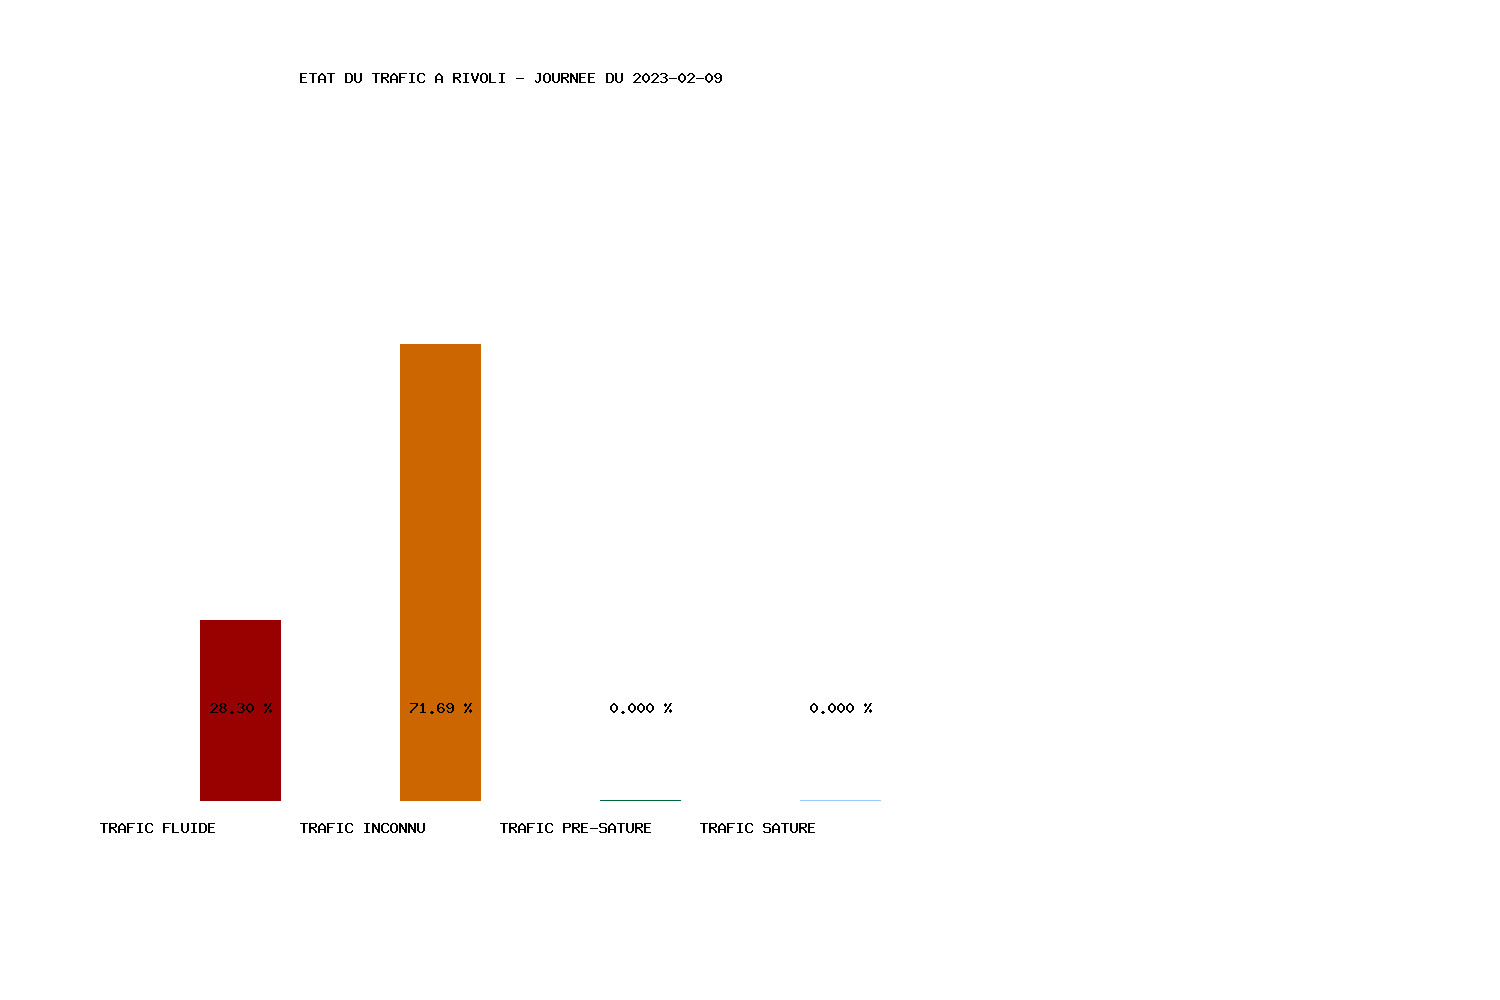 ETAT DU TRAFIC A RIVOLI - JOURNEE DU 2023-02-09
28.30 %
71.69 %
0.000 %
0.000 %
TRAFIC FLUIDE
TRAFIC INCONNU
TRAFIC PRE-SATURE
TRAFIC SATURE